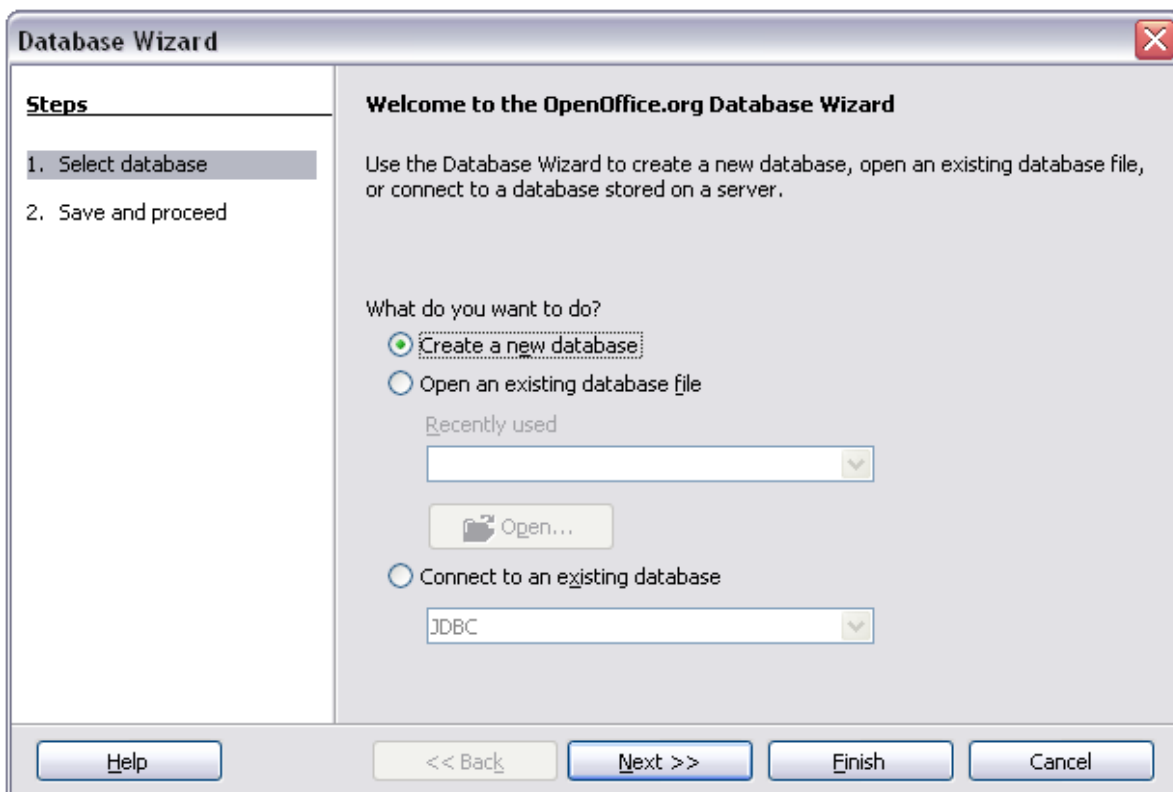 Database Wizard
Steps
1. Select database
2. Save and proceed
Welcome to the OpenOffice.org Database Wizard
Use the Database Wizard to create a new database, open an existing database file,
or connect to a database stored on a server.
What do you want to do?
Create a new database
Open an existing database file
Recently used
Open...
Connect to an existing database
JDBC
Help
<< Back
Next >>
Finish
Cancel